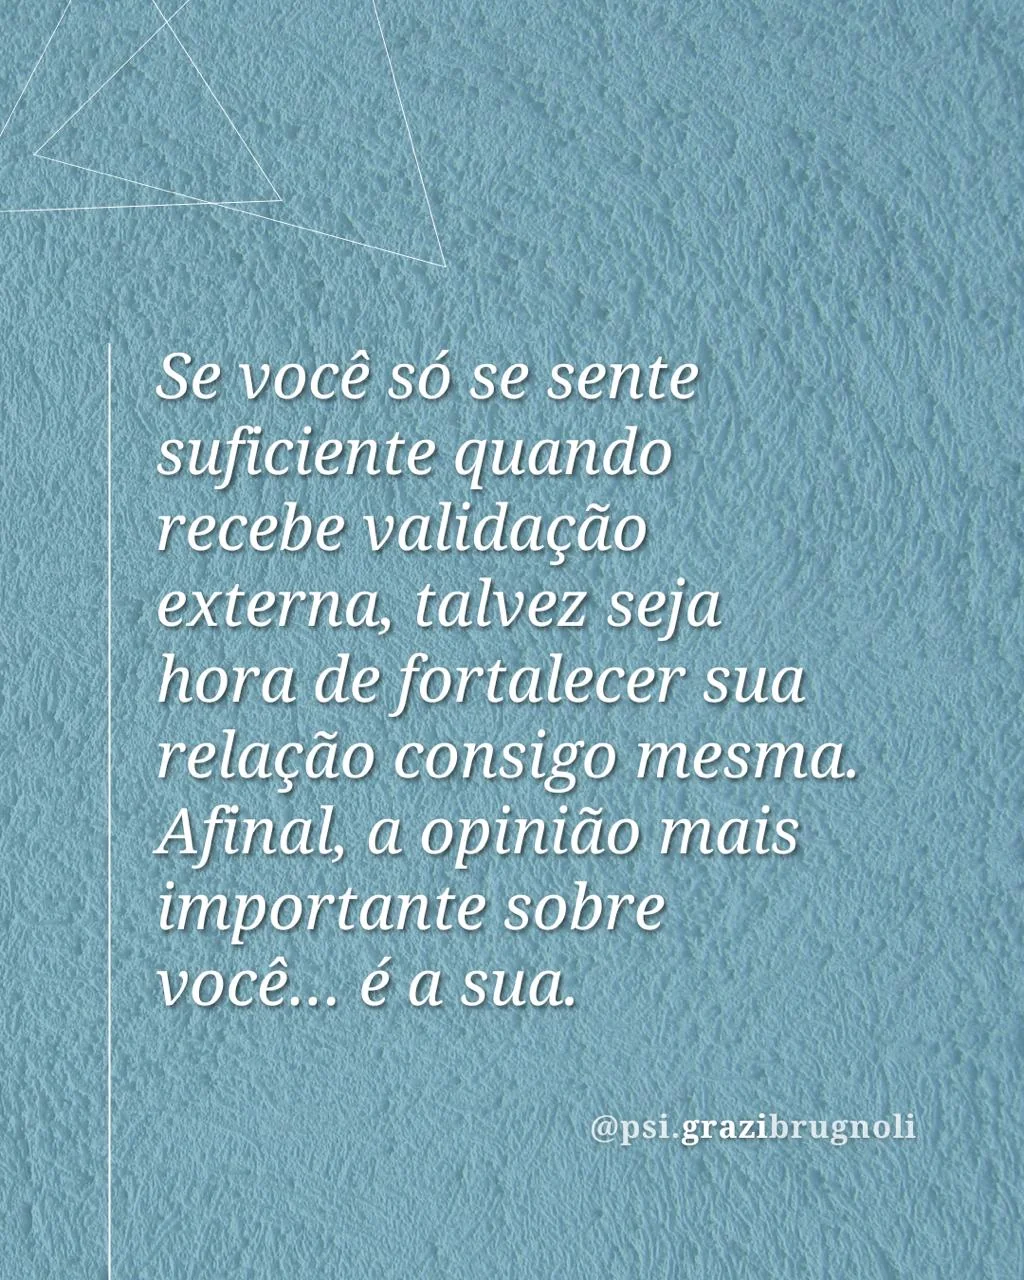 Se você só se sente
suficiente quando
recebe validação
externa, talvez seja
hora de fortalecer sua
relação consigo mesma.
Afinal, a opinião mais
importante sobre
você... é a sua.
@psi.grazibrugnoli